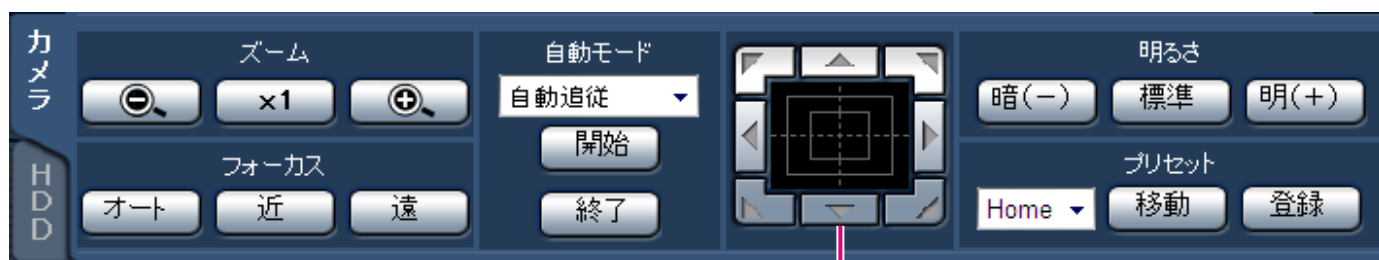 カメラ
HDD
ズーム
x1
フォーカス
オート
近
遠
自動モード
自動追従
開始
終了
明るさ
暗(−)
標準
明(+)
プリセット
Home
移動
登録